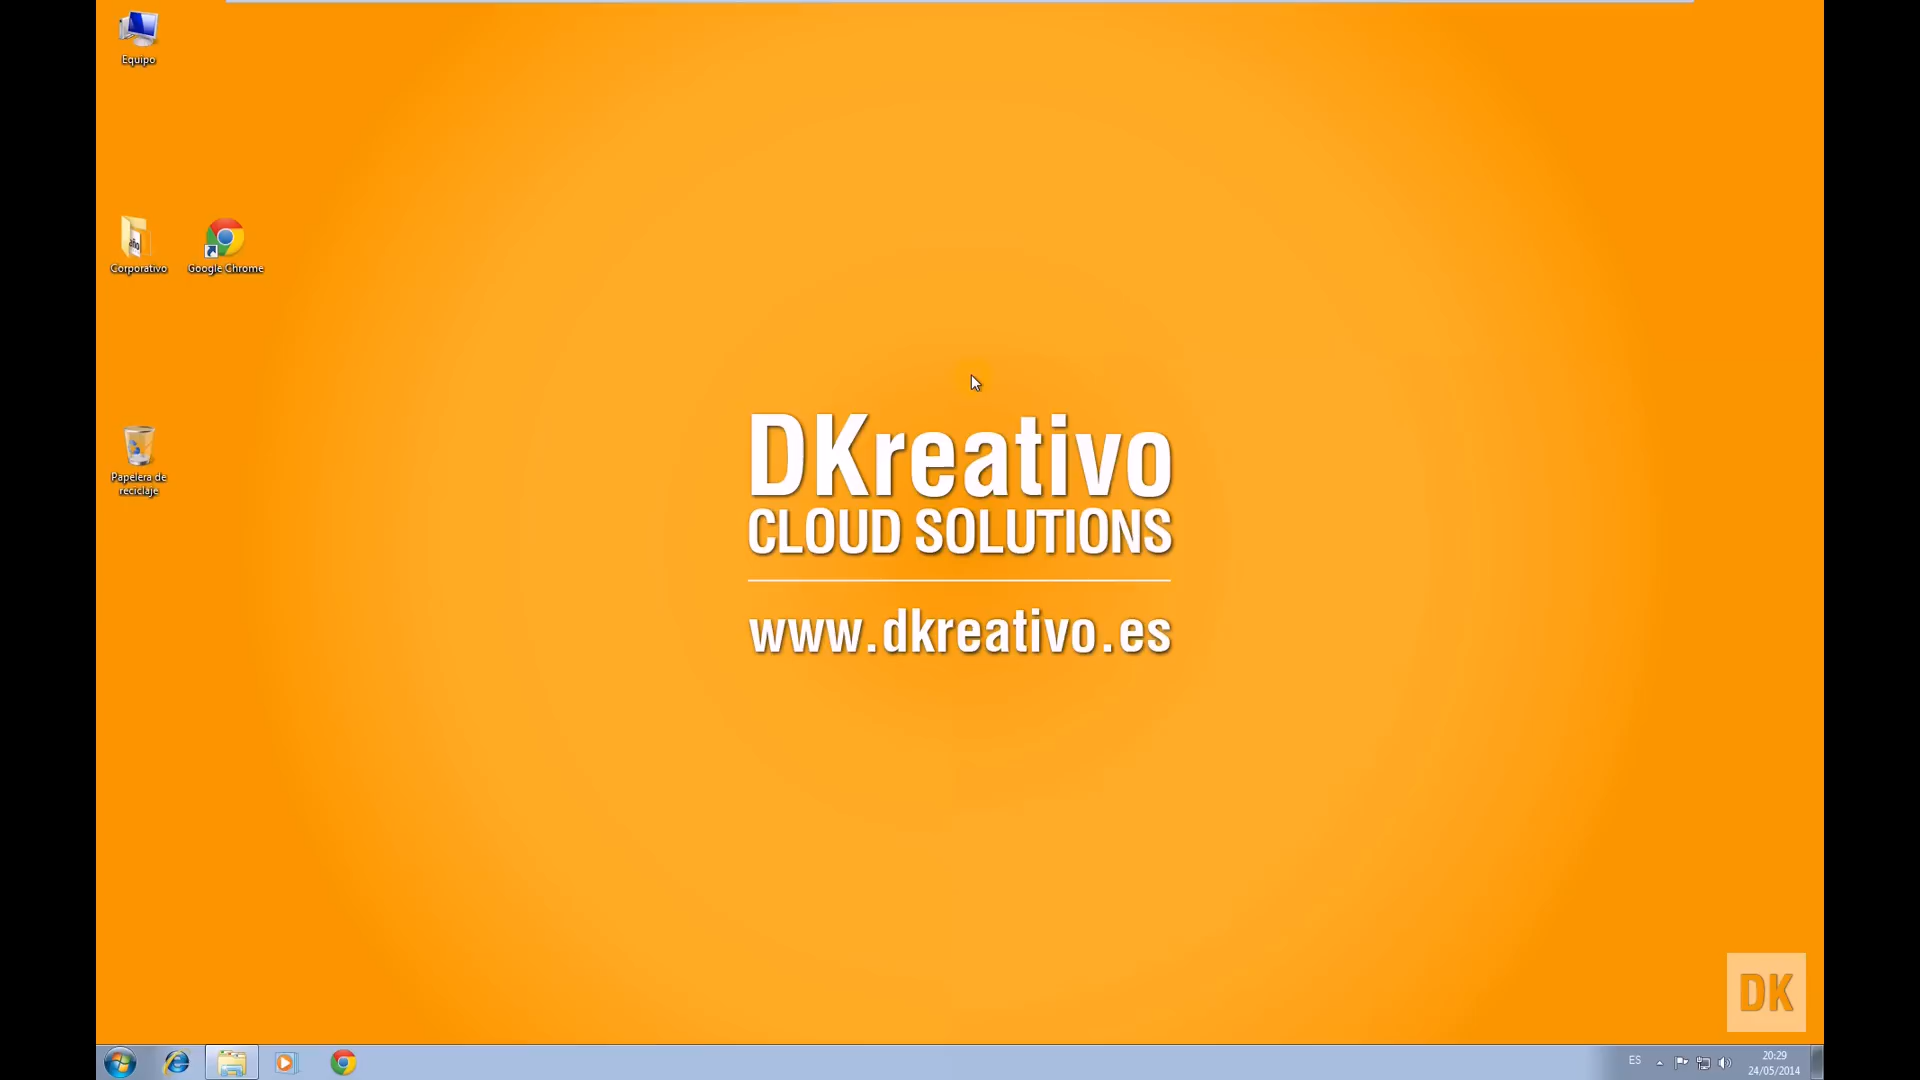 Equipo
año
Corporativo
Google Chrome
Papelera de
reciclaje
DKreativo
CLOUD SOLUTIONS
www.dkreativo.es
DK
ES
20:29
24/05/2014